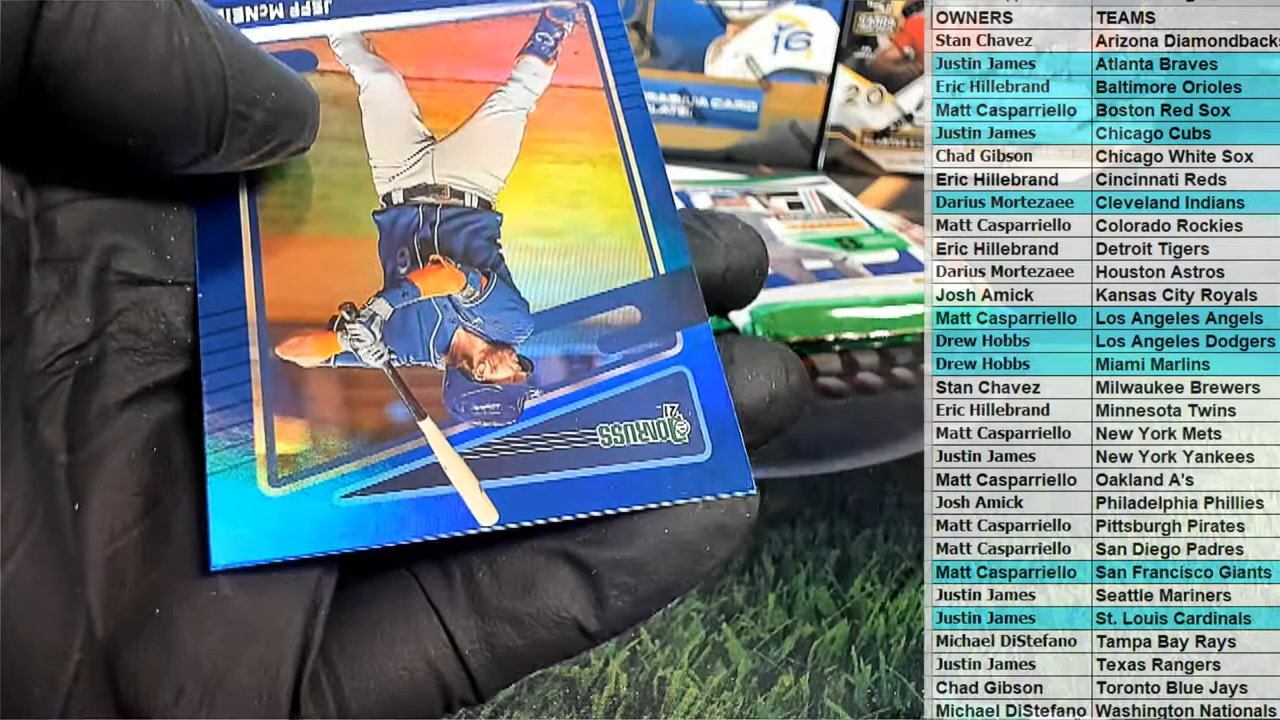 JEFF McNEIL
16
20
DONRUSS
'21
OWNERS TEAMS
Stan Chavez Arizona Diamondbacks
Justin James Atlanta Braves
Eric Hillebrand Baltimore Orioles
Matt Casparriello Boston Red Sox
Justin James Chicago Cubs
Chad Gibson Chicago White Sox
Eric Hillebrand Cincinnati Reds
Darius Mortezaee Cleveland Indians
Matt Casparriello Colorado Rockies
Eric Hillebrand Detroit Tigers
Darius Mortezaee Houston Astros
Josh Amick Kansas City Royals
Matt Casparriello Los Angeles Angels
Drew Hobbs Los Angeles Dodgers
Drew Hobbs Miami Marlins
Stan Chavez Milwaukee Brewers
Eric Hillebrand Minnesota Twins
Matt Casparriello New York Mets
Justin James New York Yankees
Matt Casparriello Oakland A's
Josh Amick Philadelphia Phillies
Matt Casparriello Pittsburgh Pirates
Matt Casparriello San Diego Padres
Matt Casparriello San Francisco Giants
Justin James Seattle Mariners
Justin James St. Louis Cardinals
Michael DiStefano Tampa Bay Rays
Justin James Texas Rangers
Chad Gibson Toronto Blue Jays
Michael DiStefano Washington Nationals